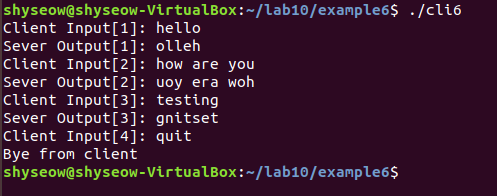 shyseow@shyseow-VirtualBox:~/lab10/example6$ ./cli6
Client Input[1]: hello
Sever Output[1]: olleh
Client Input[2]: how are you
Sever Output[2]: uoy era woh
Client Input[3]: testing
Sever Output[3]: gnitset
Client Input[4]: quit
Bye from client
shyseow@shyseow-VirtualBox:~/lab10/example6$